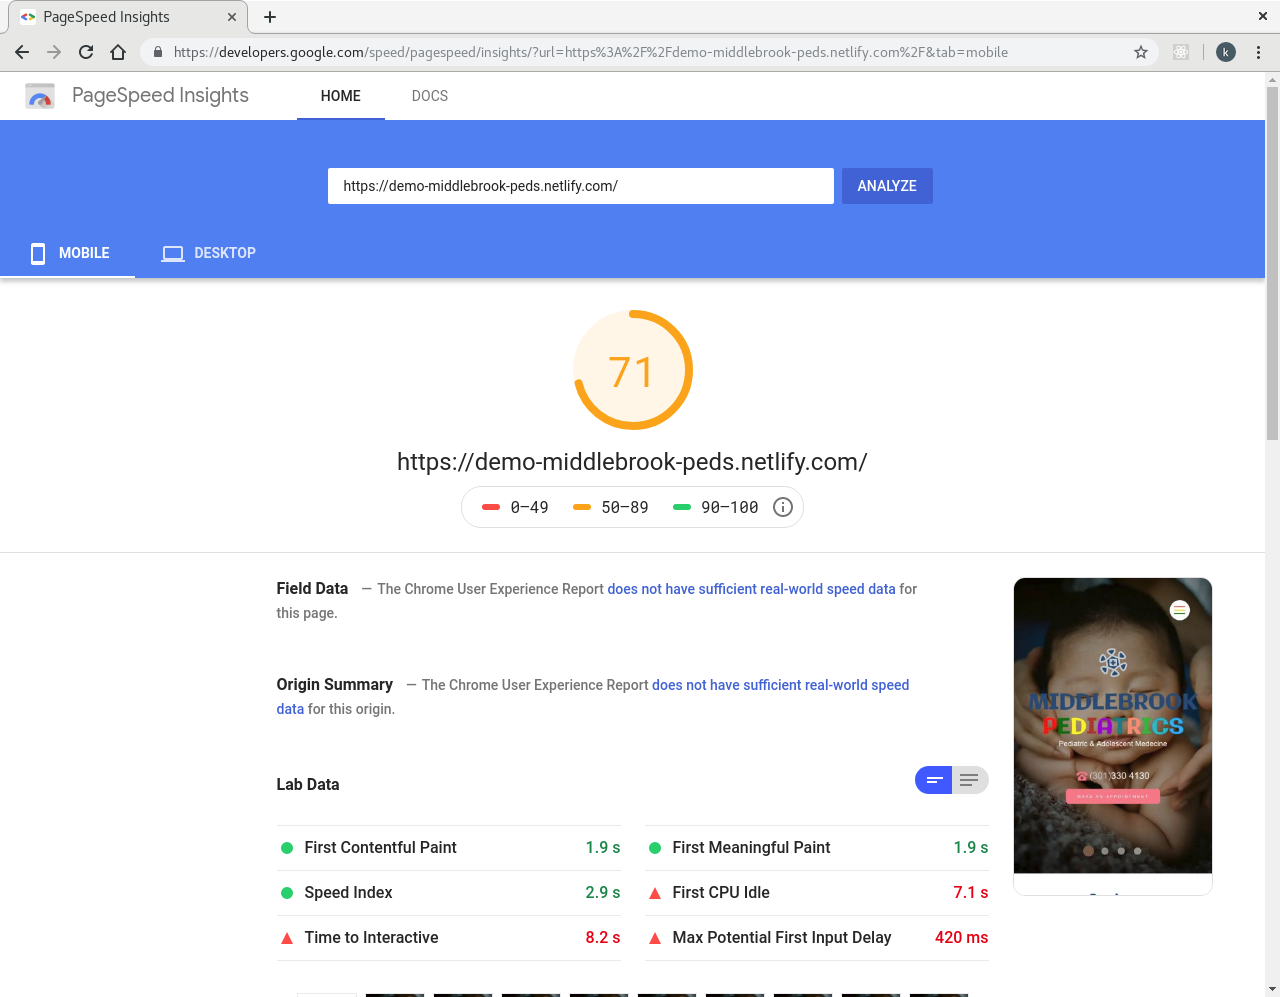 PageSpeed Insights
https://developers.google.com/speed/pagespeed/insights/?url=https%3A%2F%2Fdemo-middlebrook-peds.netlify.com%2F&tab=mobile
k
PageSpeed Insights
HOME
DOCS
https://demo-middlebrook-peds.netlify.com/
ANALYZE
MOBILE
DESKTOP
71
https://demo-middlebrook-peds.netlify.com/
0–49
50–89
90–100
Field Data — The Chrome User Experience Report does not have sufficient real-world speed data for
this page.
Origin Summary — The Chrome User Experience Report does not have sufficient real-world speed
data for this origin.
MIDDLEBROOK
PEDIATRICS
Pediatric & Adolescent Medecine
(301)330 4130
MAKE AN APPOINTMENT
Lab Data
First Contentful Paint 1.9 s
First Meaningful Paint 1.9 s
Speed Index 2.9 s
First CPU Idle 7.1 s
Time to Interactive 8.2 s
Max Potential First Input Delay 420 ms